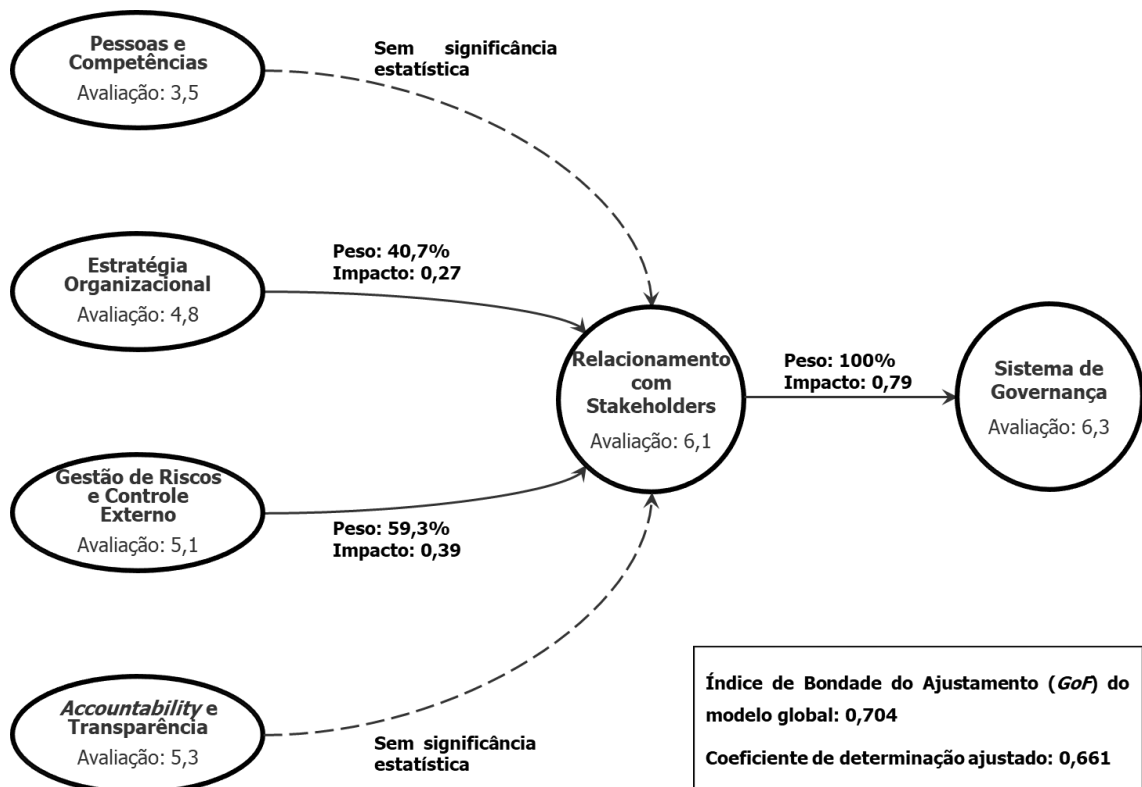 Pessoas e
Competências
Avaliação: 3,5
Sem significância
estatística
Estratégia
Organizacional
Avaliação: 4,8
Peso: 40,7%
Impacto: 0,27
Gestão de Riscos
e Controle
Externo
Avaliação: 5,1
Peso: 59,3%
Impacto: 0,39
Accountability e
Transparência
Avaliação: 5,3
Sem significância
estatística
Relacionamento
com
Stakeholders
Avaliação: 6,1
Peso: 100%
Impacto: 0,79
Sistema de
Governança
Avaliação: 6,3
Índice de Bondade do Ajustamento (GoF) do
modelo global: 0,704
Coeficiente de determinação ajustado: 0,661